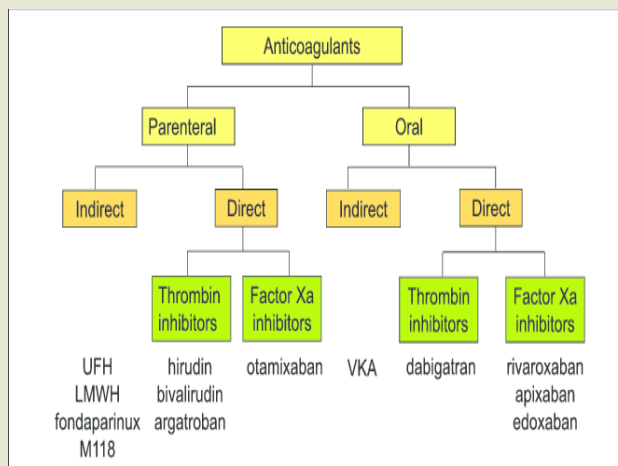 Anticoagulants
Parenteral
Oral
Indirect
Direct
Indirect
Direct
Thrombin
inhibitors
Factor Xa
inhibitors
Thrombin
inhibitors
Factor Xa
inhibitors
UFH
LMWH
fondaparinux
M118
hirudin
bivalirudin
argatroban
otamixaban
VKA
dabigatran
rivaroxaban
apixaban
edoxaban